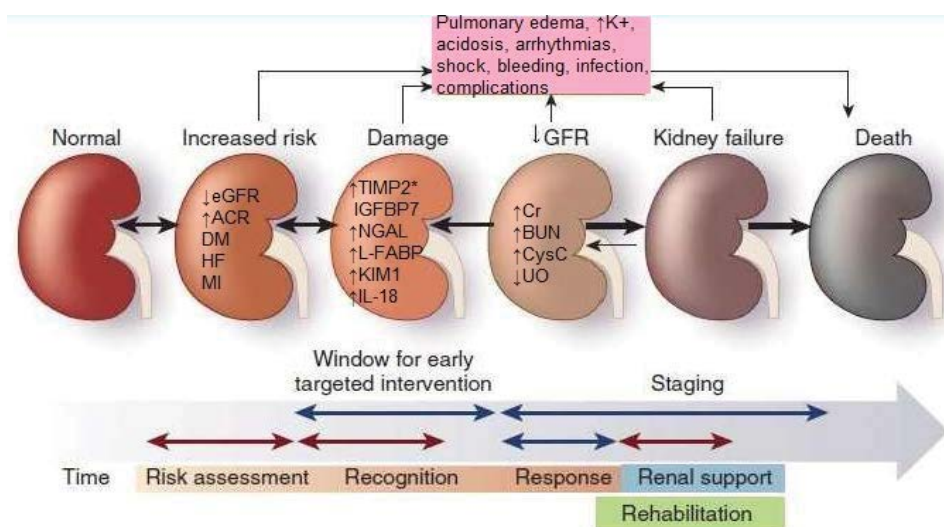 Pulmonary edema, ↑K+,
acidosis, arrhythmias,
shock, bleeding, infection,
complications
Normal
Increased risk
Damage
↓GFR
Kidney failure
Death
↓eGFR
↑ACR
DM
HF
MI
↑TIMP2*
IGFBP7
↑NGAL
↑L-FABP
↑KIM1
↑IL-18
↑Cr
↑BUN
↑CysC
↓UO
Window for early
targeted intervention
Staging
Time
Risk assessment
Recognition
Response
Renal support
Rehabilitation